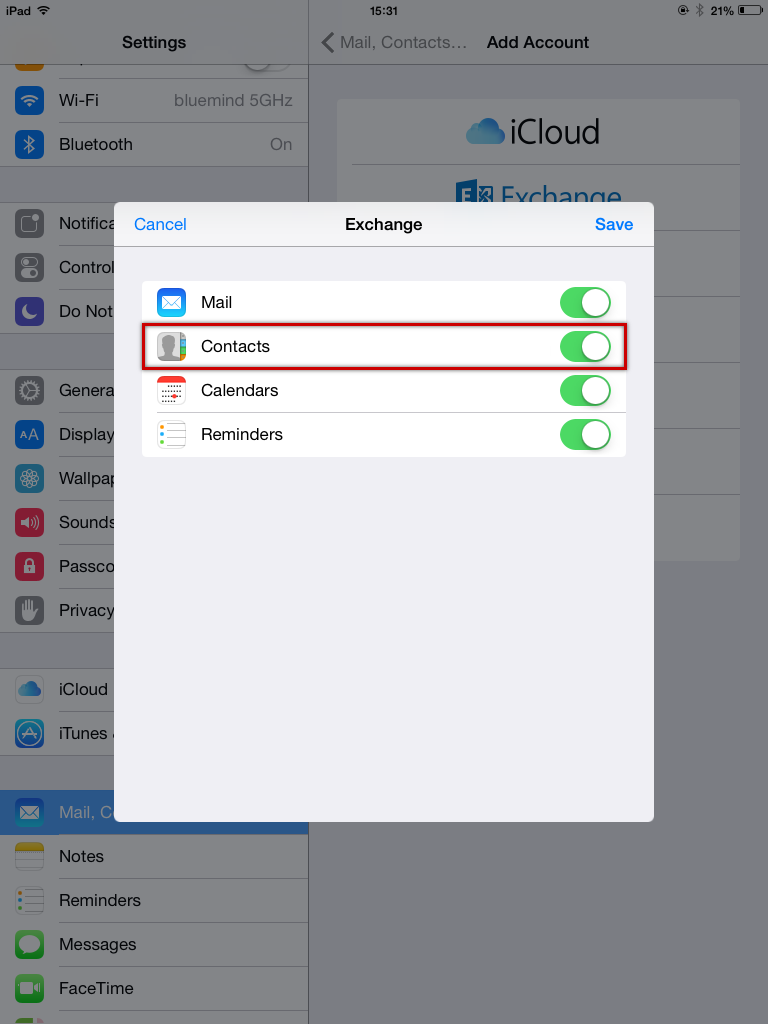 iPad 15:31 21%
Settings
Mail, Contacts… Add Account
Wi-Fi bluemind 5GHz
Bluetooth On
Notifica
Control
Do Not
Genera
Display
Wallpap
Sounds
Passco
Privacy
iCloud
iTunes
Mail, C
Notes
Reminders
Messages
FaceTime
iCloud
Exchange
Cancel Exchange Save
Mail
Contacts
Calendars
Reminders